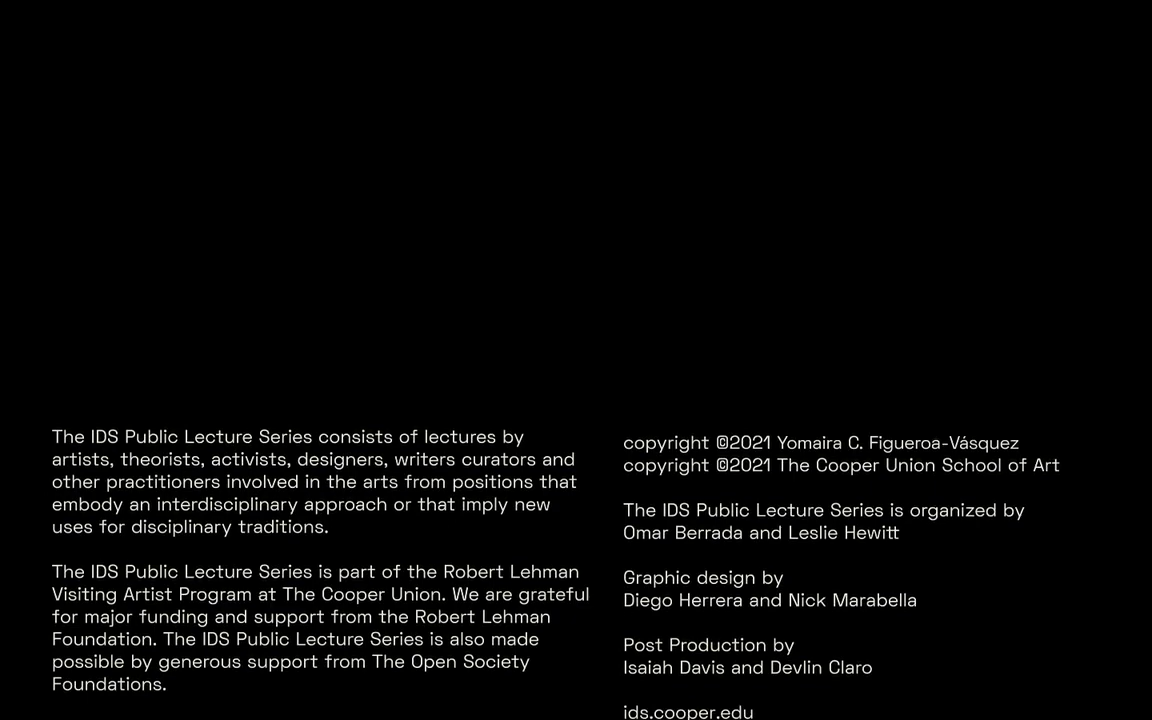 The IDS Public Lecture Series consists of lectures by
artists, theorists, activists, designers, writers curators and
other practitioners involved in the arts from positions that
embody an interdisciplinary approach or that imply new
uses for disciplinary traditions.
The IDS Public Lecture Series is part of the Robert Lehman
Visiting Artist Program at The Cooper Union. We are grateful
for major funding and support from the Robert Lehman
Foundation. The IDS Public Lecture Series is also made
possible by generous support from The Open Society
Foundations.
copyright ©2021 Yomaira C. Figueroa-Vásquez
copyright ©2021 The Cooper Union School of Art
The IDS Public Lecture Series is organized by
Omar Berrada and Leslie Hewitt
Graphic design by
Diego Herrera and Nick Marabella
Post Production by
Isaiah Davis and Devlin Claro
ids.cooper.edu